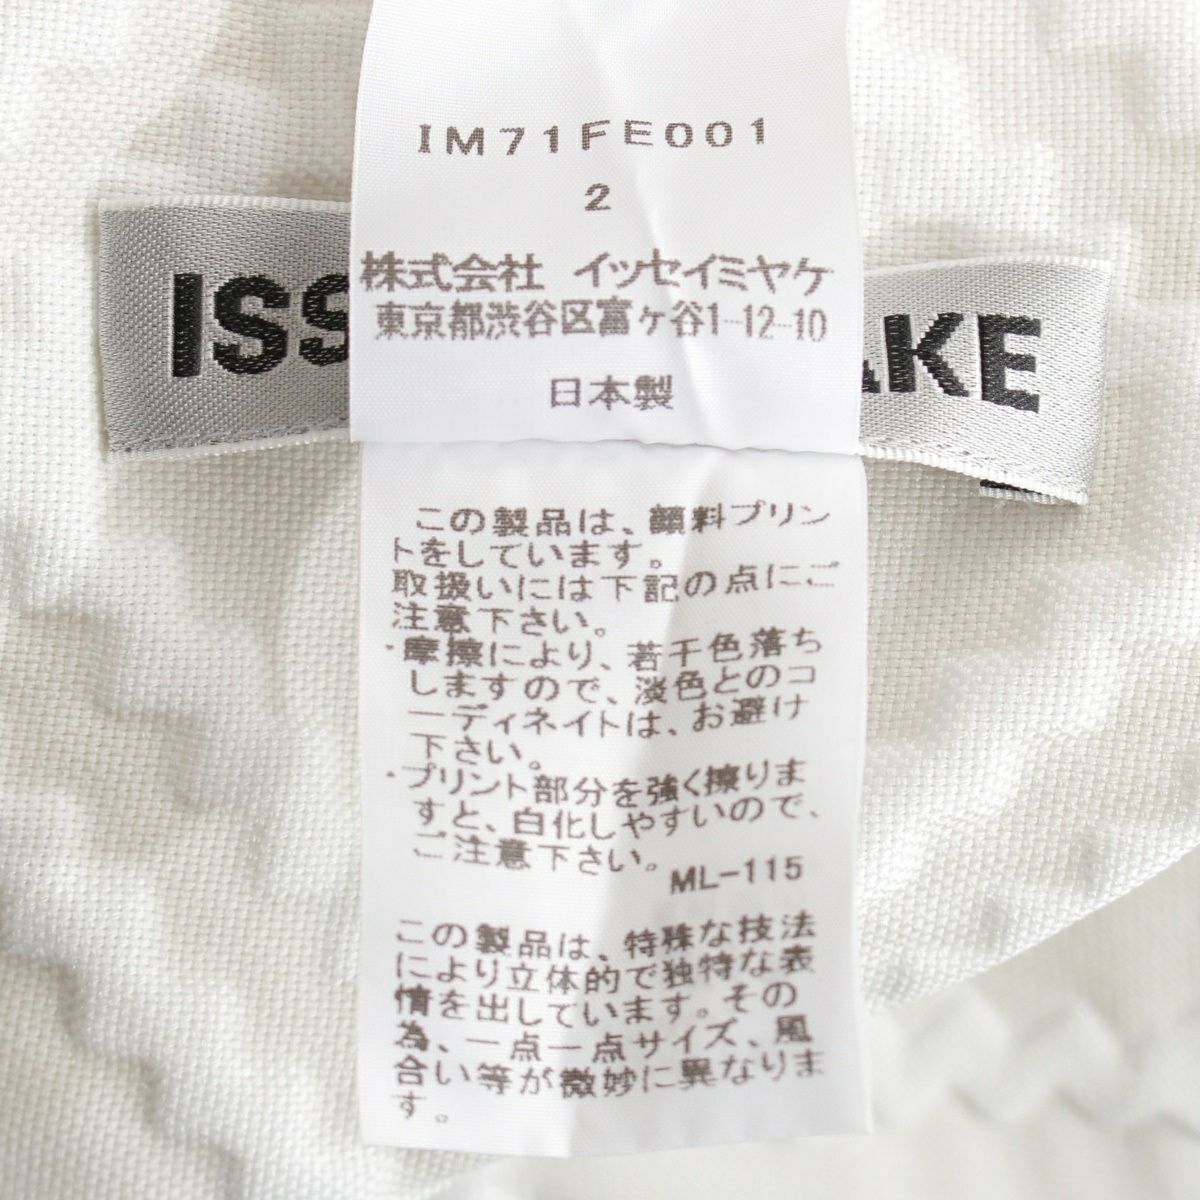 IM71FE001
2
株式会社 イッセイミヤケ
東京都渋谷区富ヶ谷1-12-10
日本製
ISS
AKE
この製品は、顔料プリン
トをしています。
取扱いには下記の点にご
注意下さい。
・摩擦により、若干色落ち
しますので、淡色とのコ
ーディネイトは、お避け
下さい。
・プリント部分を強く擦りま
すと、白化しやすいので、
ご注意下さい。
ML-115
この製品は、特殊な技法
により立体的で独特な表
情を出しています。その
為、一点一点サイズ、風
合い等が微妙に異なりま
す。